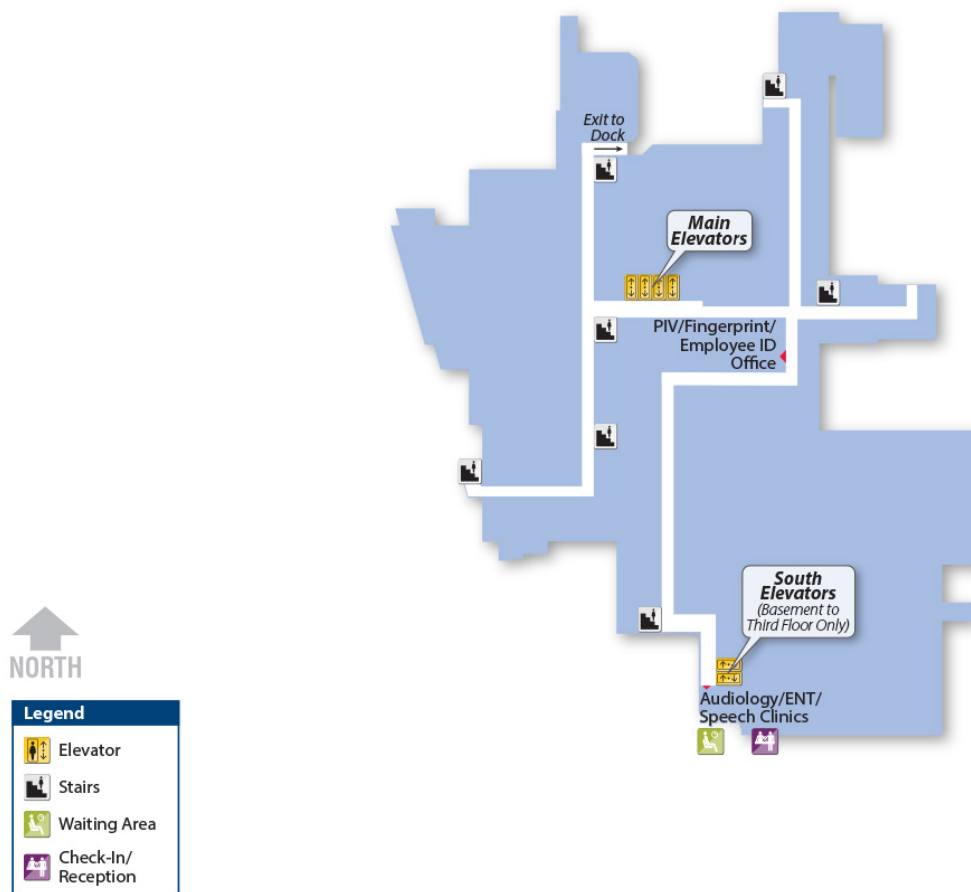 Exit to
Dock
Main
Elevators
PIV/Fingerprint/
Employee ID
Office
South
Elevators
(Basement to
Third Floor Only)
Audiology/ENT/
Speech Clinics
NORTH
Legend
Elevator
Stairs
Waiting Area
Check-In/
Reception